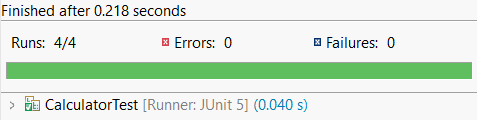 Finished after 0.218 seconds
Runs: 4/4 Errors: 0 Failures: 0
CalculatorTest [Runner: JUnit 5] (0.040 s)